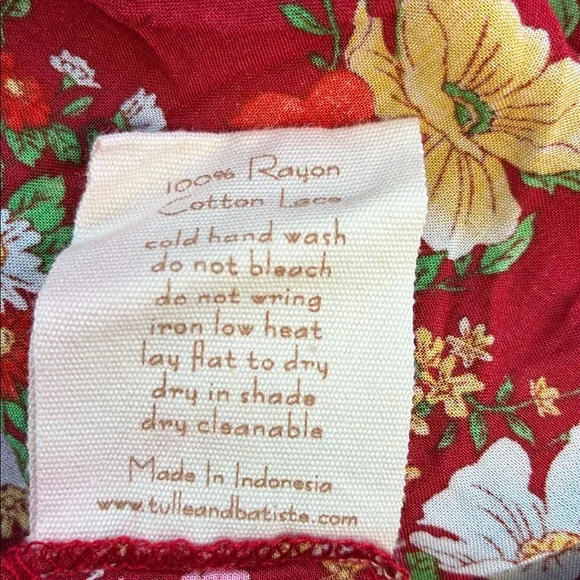 100% Rayon
Cotton Lace
cold hand wash
do not bleach
do not wring
iron low heat
lay flat to dry
dry in shade
dry cleanable
Made In Indonesia
www.tulleandbatiste.com